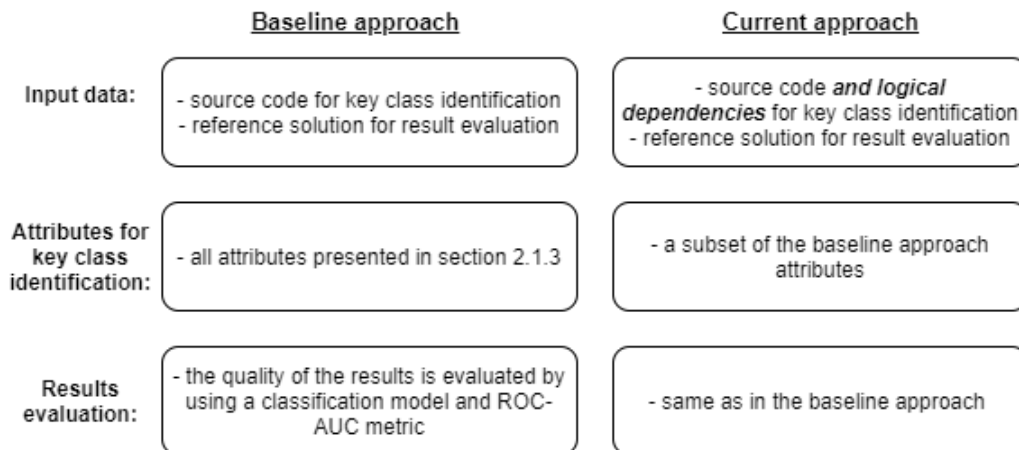 Baseline approach
Current approach
Input data:
- source code for key class identification
- reference solution for result evaluation
- source code and logical
dependencies for key class identification
- reference solution for result evaluation
Attributes for
key class
identification:
- all attributes presented in section 2.1.3
- a subset of the baseline approach
attributes
Results
evaluation:
- the quality of the results is evaluated by
using a classification model and ROC-
AUC metric
- same as in the baseline approach